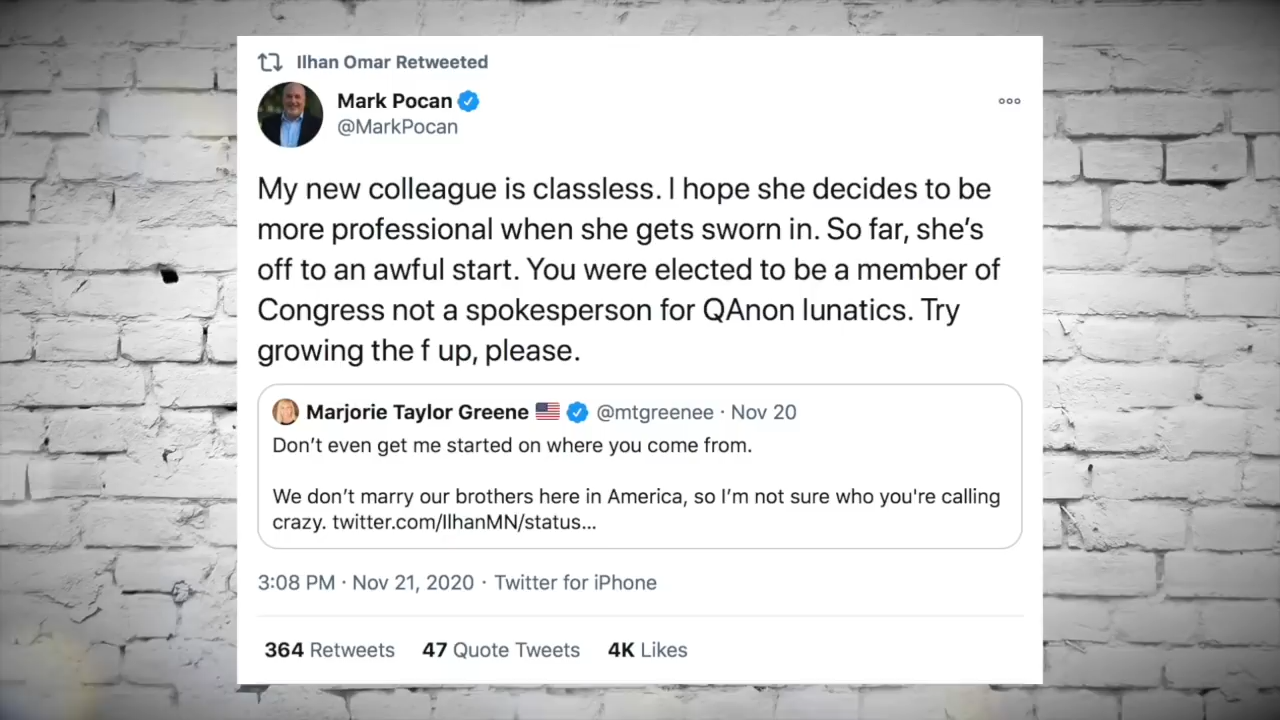 Ilhan Omar Retweeted
Mark Pocan
@MarkPocan
My new colleague is classless. I hope she decides to be
more professional when she gets sworn in. So far, she's
off to an awful start. You were elected to be a member of
Congress not a spokesperson for QAnon lunatics. Try
growing the f up, please.
Marjorie Taylor Greene 🇺🇸 @mtgreenee · Nov 20
Don't even get me started on where you come from.
We don't marry our brothers here in America, so I'm not sure who you're calling
crazy. twitter.com/IlhanMN/status...
3:08 PM · Nov 21, 2020 · Twitter for iPhone
364 Retweets 47 Quote Tweets 4K Likes